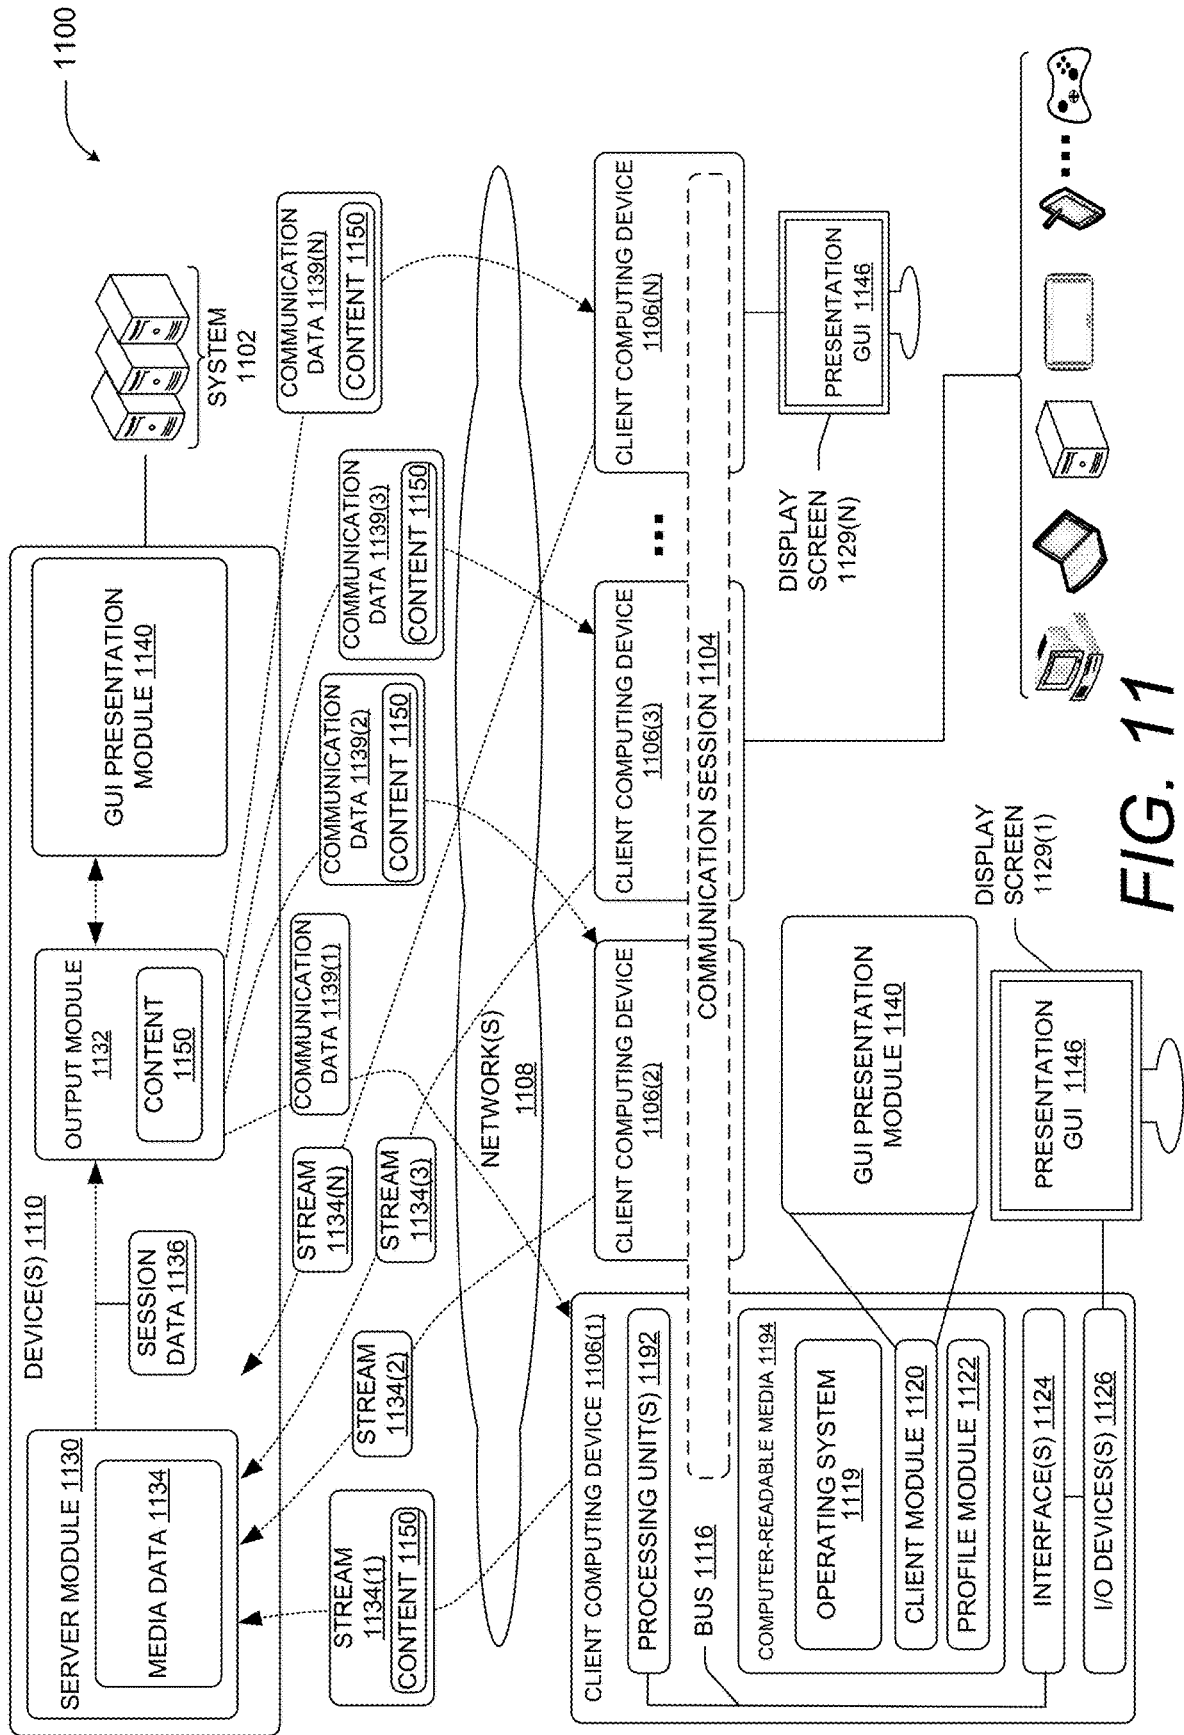 1100
DEVICE(S) 1110
SERVER MODULE 1130
MEDIA DATA 1134
SESSION
DATA 1136
OUTPUT MODULE
1132
CONTENT
1150
GUI PRESENTATION
MODULE 1140
SYSTEM
1102
STREAM
1134(1)
CONTENT 1150
STREAM
1134(2)
STREAM
1134(3)
STREAM
1134(N)
COMMUNICATION
DATA 1139(1)
COMMUNICATION
DATA 1139(2)
CONTENT 1150
COMMUNICATION
DATA 1139(3)
CONTENT 1150
COMMUNICATION
DATA 1139(N)
CONTENT 1150
NETWORK(S)
1108
CLIENT COMPUTING DEVICE 1106(1)
PROCESSING UNIT(S) 1192
BUS 1116
COMPUTER-READABLE MEDIA 1194
OPERATING SYSTEM
1119
CLIENT MODULE 1120
PROFILE MODULE 1122
INTERFACE(S) 1124
I/O DEVICES(S) 1126
CLIENT COMPUTING DEVICE
1106(2)
CLIENT COMPUTING DEVICE
1106(3)
CLIENT COMPUTING DEVICE
1106(N)
COMMUNICATION SESSION 1104
GUI PRESENTATION
MODULE 1140
PRESENTATION
GUI 1146
DISPLAY
SCREEN
1129(1)
DISPLAY
SCREEN
1129(N)
PRESENTATION
GUI 1146
FIG. 11